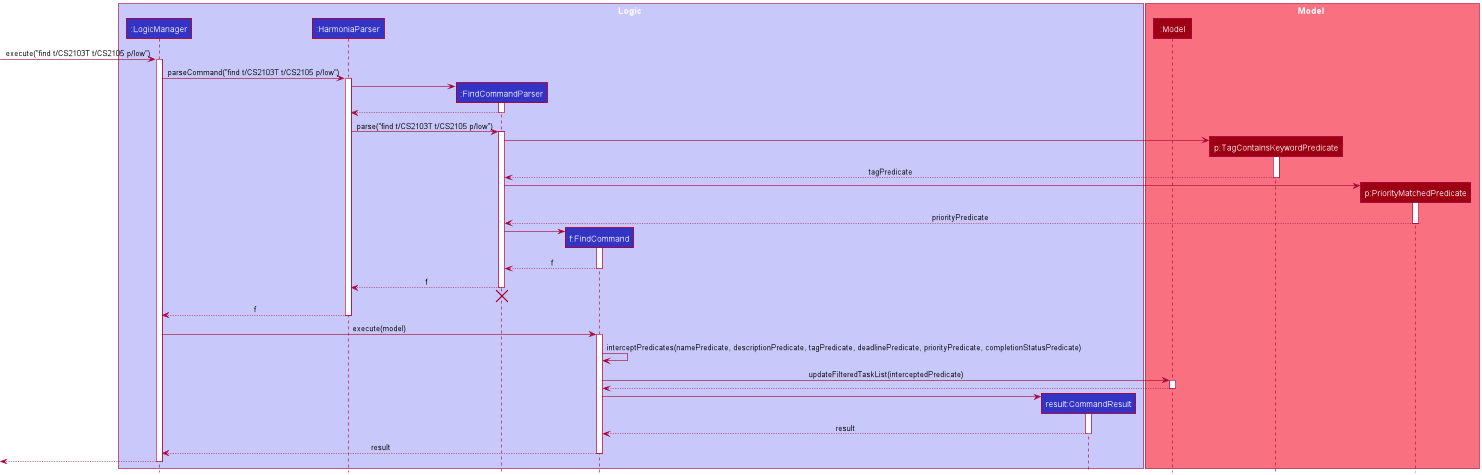 Logic
Model
:LogicManager
:HarmoniaParser
:Model
execute("find t/CS2103T t/CS2105 p/low")
parseCommand("find t/CS2103T t/CS2105 p/low")
:FindCommandParser
parse("find t/CS2103T t/CS2105 p/low")
p:TagContainsKeywordPredicate
tagPredicate
p:PriorityMatchedPredicate
priorityPredicate
f:FindCommand
f
f
f
execute(model)
interceptPredicates(namePredicate, descriptionPredicate, tagPredicate, deadlinePredicate, priorityPredicate, completionStatusPredicate)
updateFilteredTaskList(interceptedPredicate)
result:CommandResult
result
result